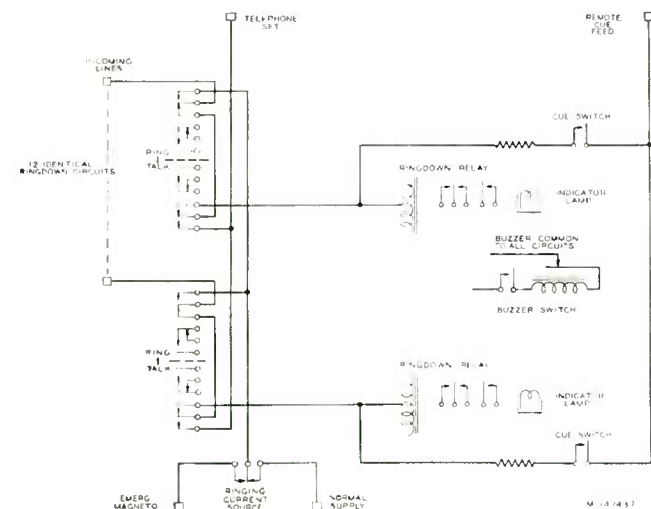 TELEPHONE
SET
REMOTE
CUE
FEED
INCOMING
LINES
CUE SWITCH
12 IDENTICAL
RINGDOWN CIRCUITS
RING
TALK
RINGDOWN RELAY
INDICATOR
LAMP
BUZZER COMMON
TO ALL CIRCUITS
BUZZER SWITCH
RING
TALK
RINGDOWN RELAY
INDICATOR
LAMP
CUE SWITCH
EMERG
MAGNETO
RINGING
CURRENT
SOURCE
NORMAL
SUPPLY